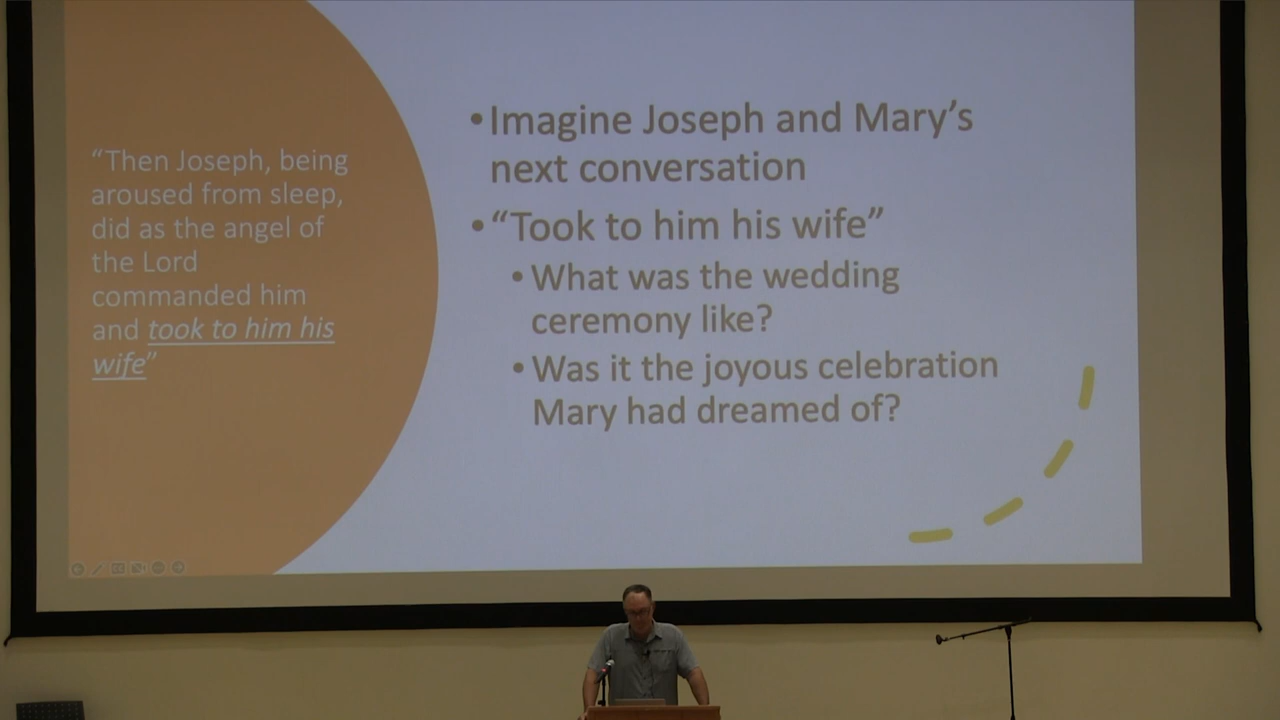 “Then Joseph, being
aroused from sleep,
did as the angel of
the Lord
commanded him
and took to him his
wife”
•Imagine Joseph and Mary’s
next conversation
•“Took to him his wife”
•What was the wedding
ceremony like?
•Was it the joyous celebration
Mary had dreamed of?